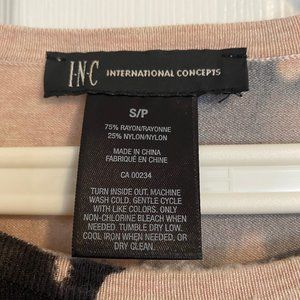 I·N·C INTERNATIONAL CONCEPTS
S/P
75% RAYON/RAYONNE
25% NYLON/NYLON
MADE IN CHINA
FABRIQUÉ EN CHINE
CA 00234
TURN INSIDE OUT, MACHINE
WASH COLD. GENTLE CYCLE
WITH LIKE COLORS. ONLY
NON-CHLORINE BLEACH WHEN
NEEDED. TUMBLE DRY LOW.
COOL IRON WHEN NEEDED, OR
DRY CLEAN.